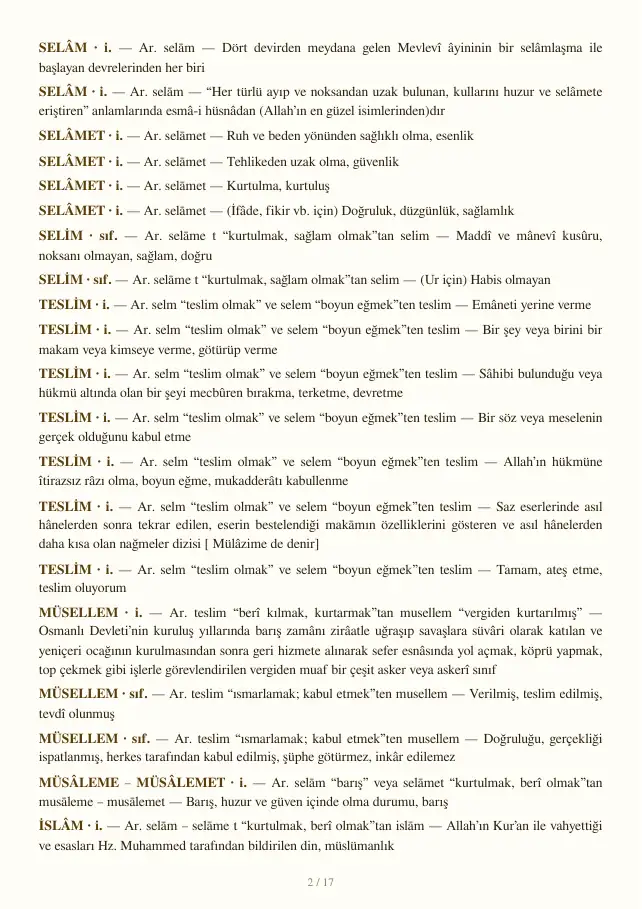 SELÂM · i. — Ar. selām — Dört devirden meydana gelen Mevlevî âyininin bir selâmlaşma ile
başlayan devrelerinden her biri
SELÂM · i. — Ar. selām — “Her türlü ayıp ve noksandan uzak bulunan, kullarını huzur ve selâmete
eriştiren” anlamlarında esmâ-i hüsnâdan (Allah’ın en güzel isimlerinden)dır
SELÂMET · i. — Ar. selāmet — Ruh ve beden yönünden sağlıklı olma, esenlik
SELÂMET · i. — Ar. selāmet — Tehlikeden uzak olma, güvenlik
SELÂMET · i. — Ar. selāmet — Kurtulma, kurtuluş
SELÂMET · i. — Ar. selāmet — (İfâde, fikir vb. için) Doğruluk, düzgünlük, sağlamlık
SELİM · sıf. — Ar. selāme t “kurtulmak, sağlam olmak”tan selіm — Maddî ve mânevî kusûru,
noksanı olmayan, sağlam, doğru
SELİM · sıf. — Ar. selāme t “kurtulmak, sağlam olmak”tan selіm — (Ur için) Habis olmayan
TESLİM · i. — Ar. selm “teslim olmak” ve selem “boyun eğmek”ten teslіm — Emâneti yerine verme
TESLİM · i. — Ar. selm “teslim olmak” ve selem “boyun eğmek”ten teslіm — Bir şey veya birini bir
makam veya kimseye verme, götürüp verme
TESLİM · i. — Ar. selm “teslim olmak” ve selem “boyun eğmek”ten teslіm — Sâhibi bulunduğu veya
hükmü altında olan bir şeyi mecbûren bırakma, terketme, devretme
TESLİM · i. — Ar. selm “teslim olmak” ve selem “boyun eğmek”ten teslіm — Bir söz veya meselenin
gerçek olduğunu kabul etme
TESLİM · i. — Ar. selm “teslim olmak” ve selem “boyun eğmek”ten teslіm — Allah’ın hükmüne
îtirazsız râzı olma, boyun eğme, mukadderâtı kabullenme
TESLİM · i. — Ar. selm “teslim olmak” ve selem “boyun eğmek”ten teslіm — Saz eserlerinde asıl
hânelerden sonra tekrar edilen, eserin bestelendiği makāmın özelliklerini gösteren ve asıl hânelerden
daha kısa olan nağmeler dizisi [ Mülâzime de denir]
TESLİM · i. — Ar. selm “teslim olmak” ve selem “boyun eğmek”ten teslіm — Tamam, ateş etme,
teslim oluyorum
MÜSELLEM · i. — Ar. teslіm “berî kılmak, kurtarmak”tan musellem “vergiden kurtarılmış” —
Osmanlı Devleti’nin kuruluş yıllarında barış zamânı zirâatle uğraşıp savaşlara süvâri olarak katılan ve
yeniçeri ocağının kurulmasından sonra geri hizmete alınarak sefer esnâsında yol açmak, köprü yapmak,
top çekmek gibi işlerle görevlendirilen vergiden muaf bir çeşit asker veya askerî sınıf
MÜSELLEM · sıf. — Ar. teslіm “ısmarlamak; kabul etmek”ten musellem — Verilmiş, teslim edilmiş,
tevdî olunmuş
MÜSELLEM · sıf. — Ar. teslіm “ısmarlamak; kabul etmek”ten musellem — Doğruluğu, gerçekliği
ispatlanmış, herkes tarafından kabul edilmiş, şüphe götürmez, inkâr edilemez
MÜSÂLEME – MÜSÂLEMET · i. — Ar. selām “barış” veya selāmet “kurtulmak, berî olmak”tan
musāleme – musālemet — Barış, huzur ve güven içinde olma durumu, barış
İSLÂM · i. — Ar. selām – selāme t “kurtulmak, berî olmak”tan islām — Allah’ın Kur’an ile vahyettiği
ve esasları Hz. Muhammed tarafından bildirilen din, müslümanlık
2 / 17